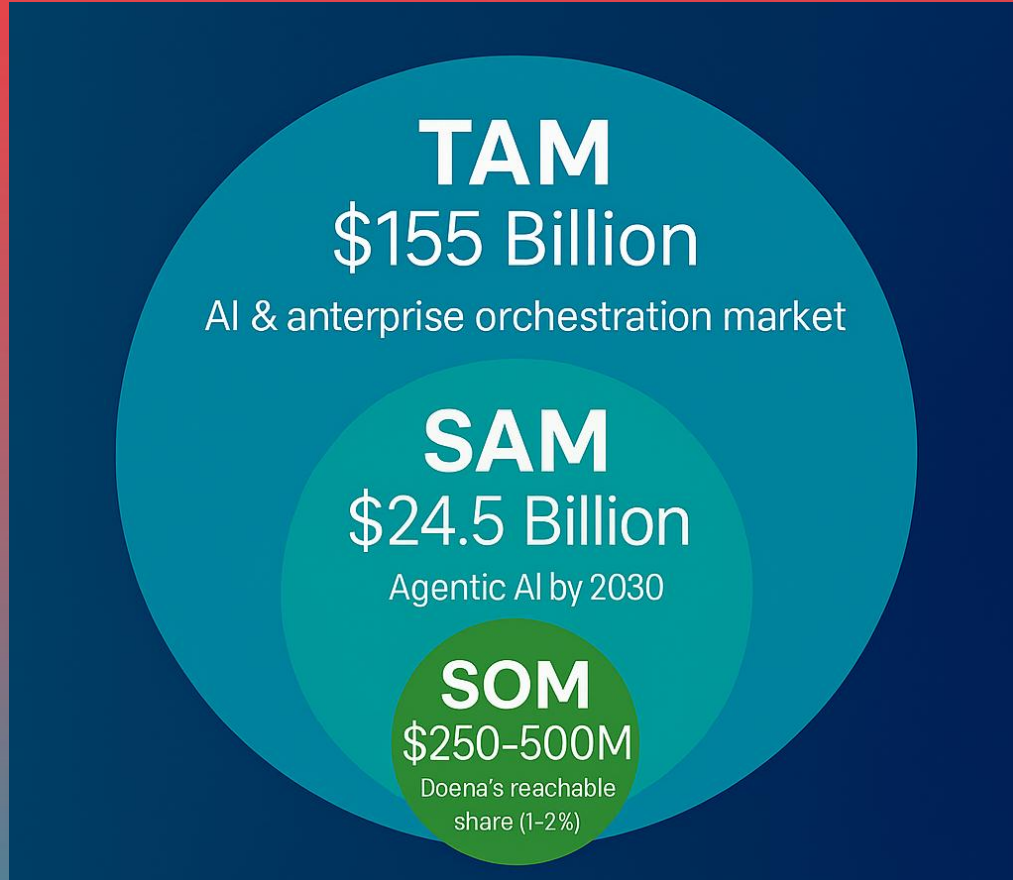 TAM
$155 Billion
AI & anterprise orchestration market
SAM
$24.5 Billion
Agentic AI by 2030
SOM
$250-500M
Doena's reachable
share (1-2%)